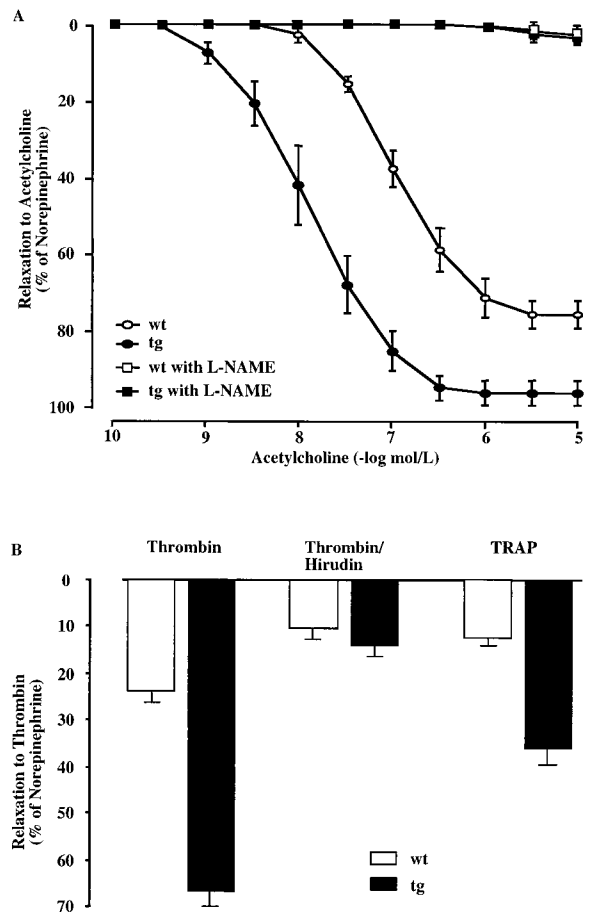 A
Relaxation to Acetylcholine
(% of Norepinephrine)
0
20
40
60
80
100
wt
tg
wt with L-NAME
tg with L-NAME
10
9
8
7
6
5
Acetylcholine (-log mol/L)
B
Thrombin
Thrombin/
Hirudin
TRAP
Relaxation to Thrombin
(% of Norepinephrine)
0
10
20
30
40
50
60
70
wt
tg